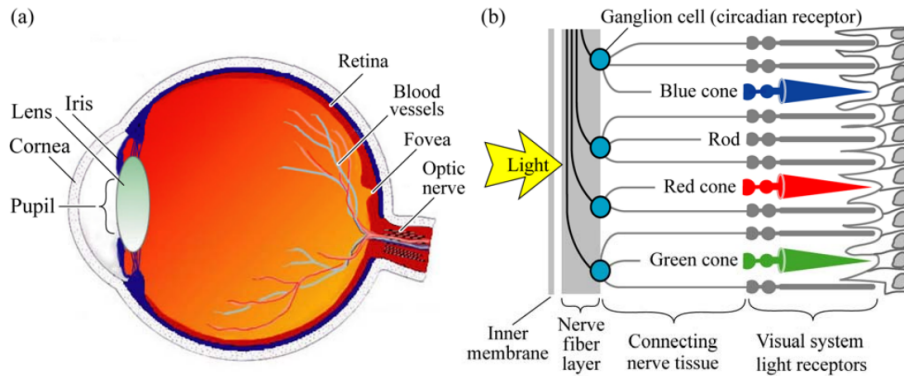 (a)
Iris
Lens
Cornea
Pupil
Retina
Blood
vessels
Fovea
Optic
nerve
(b)
Ganglion cell (circadian receptor)
Blue cone
Rod
Light
Red cone
Green cone
Inner
membrane
Nerve
fiber
layer
Connecting
nerve tissue
Visual system
light receptors